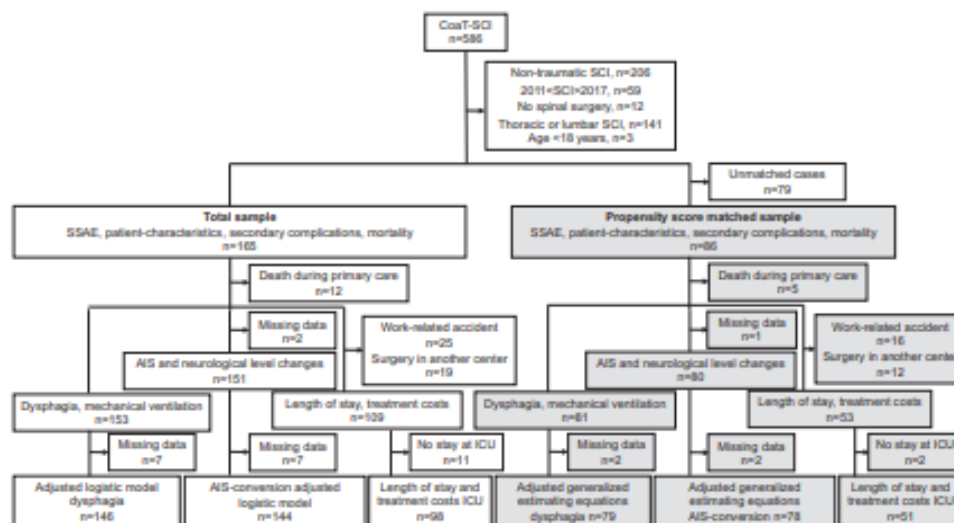 CoaT-SCI
n=586
Non-traumatic SCI, n=206
2011<SCI>2017, n=59
No spinal surgery, n=12
Thoracic or lumbar SCI, n=141
Age <18 years, n=3
Unmatched cases
n=79
Total sample
SSAE, patient-characteristics, secondary complications, mortality
n=165
Propensity score matched sample
SSAE, patient-characteristics, secondary complications, mortality
n=86
Death during primary care
n=12
Death during primary care
n=5
Missing data
n=2
Work-related accident
n=25
Surgery in another center
n=19
Missing data
n=1
Work-related accident
n=16
Surgery in another center
n=12
AIS and neurological level changes
n=151
AIS and neurological level changes
n=80
Dysphagia, mechanical ventilation
n=153
Length of stay, treatment costs
n=109
Dysphagia, mechanical ventilation
n=81
Length of stay, treatment costs
n=53
Missing data
n=7
Missing data
n=7
No stay at ICU
n=11
Missing data
n=2
Missing data
n=2
No stay at ICU
n=2
Adjusted logistic model
dysphagia
n=146
AIS-conversion adjusted
logistic model
n=144
Length of stay and
treatment costs ICU
n=98
Adjusted generalized
estimating equations
dysphagia n=79
Adjusted generalized
estimating equations
AIS-conversion n=78
Length of stay and
treatment costs ICU
n=51